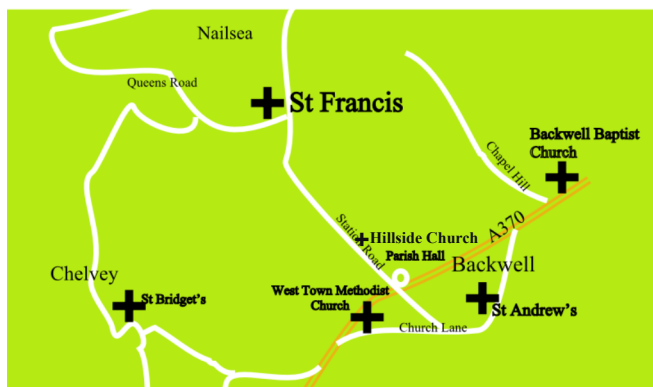 Nailsea
Queens Road
St Francis
Backwell Baptist
Church
Chapel Hill
Station Road
Hillside Church
A370
Parish Hall
Backwell
Chelvey
St Bridget's
West Town Methodist
Church
St Andrew's
Church Lane